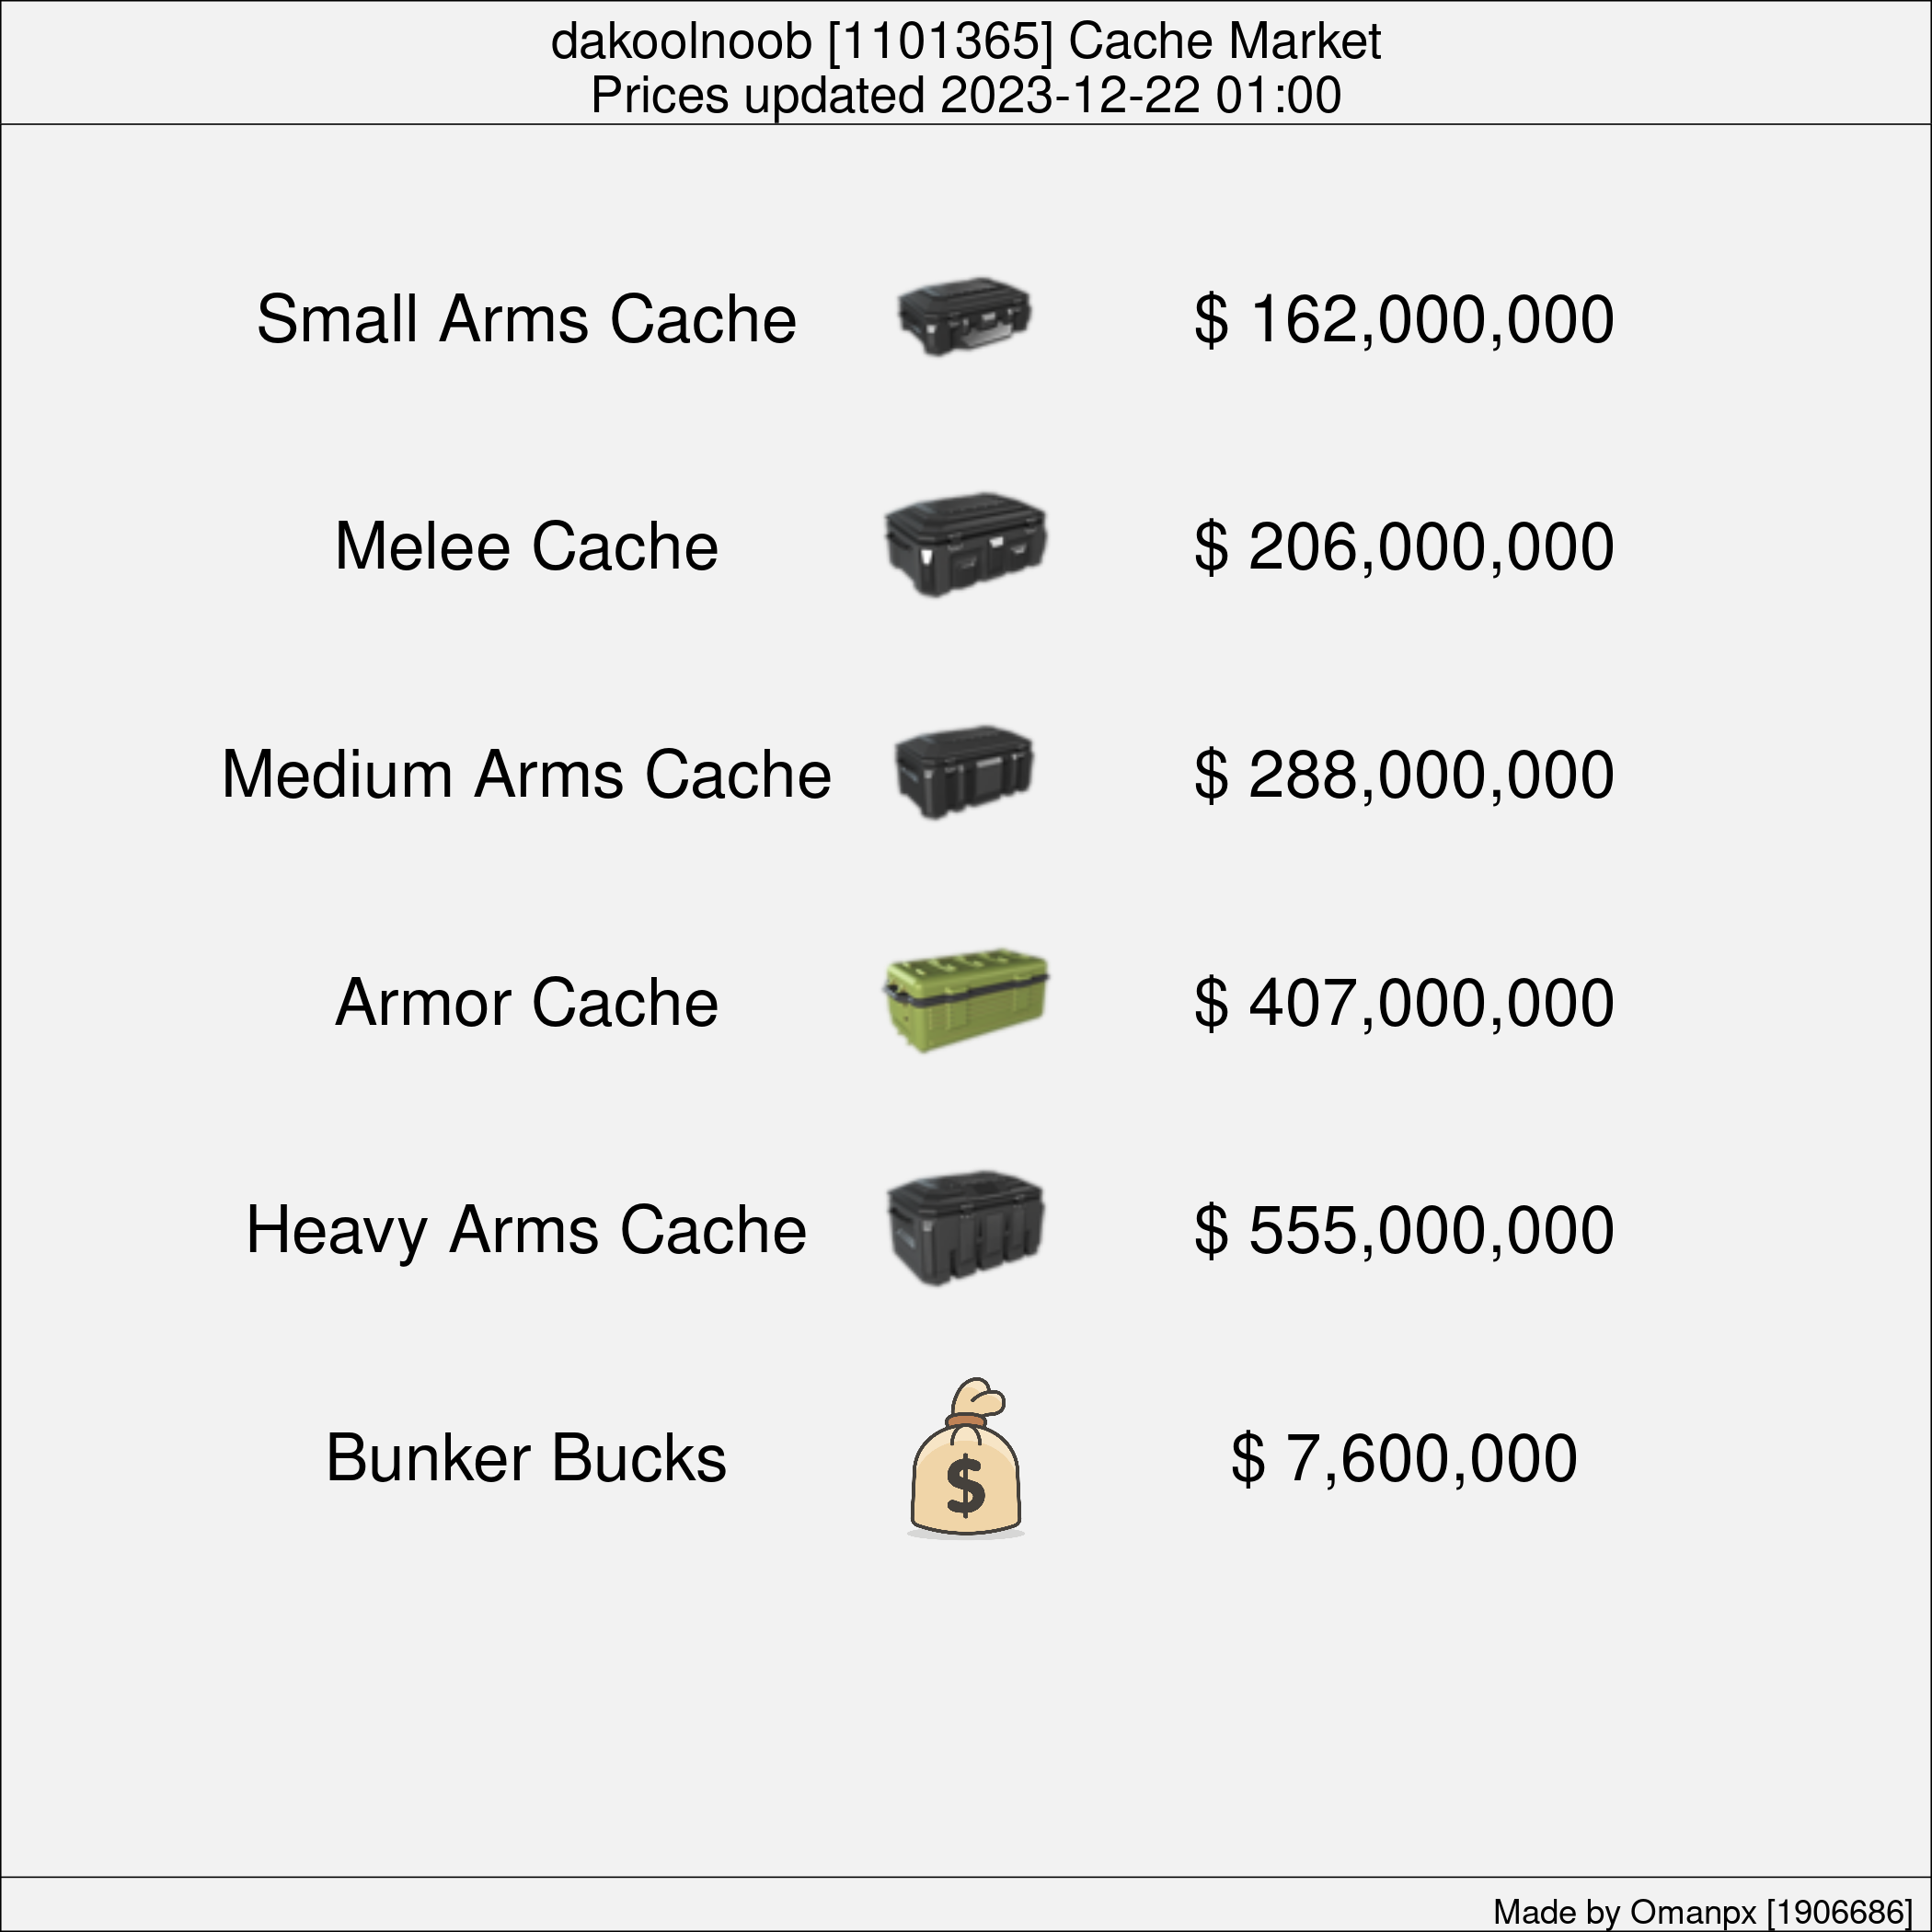 dakoolnoob [1101365] Cache Market
Prices updated 2023-12-22 01:00
Small Arms Cache $ 162,000,000
Melee Cache $ 206,000,000
Medium Arms Cache $ 288,000,000
Armor Cache $ 407,000,000
Heavy Arms Cache $ 555,000,000
Bunker Bucks $ $ 7,600,000
Made by Omanpx [1906686]